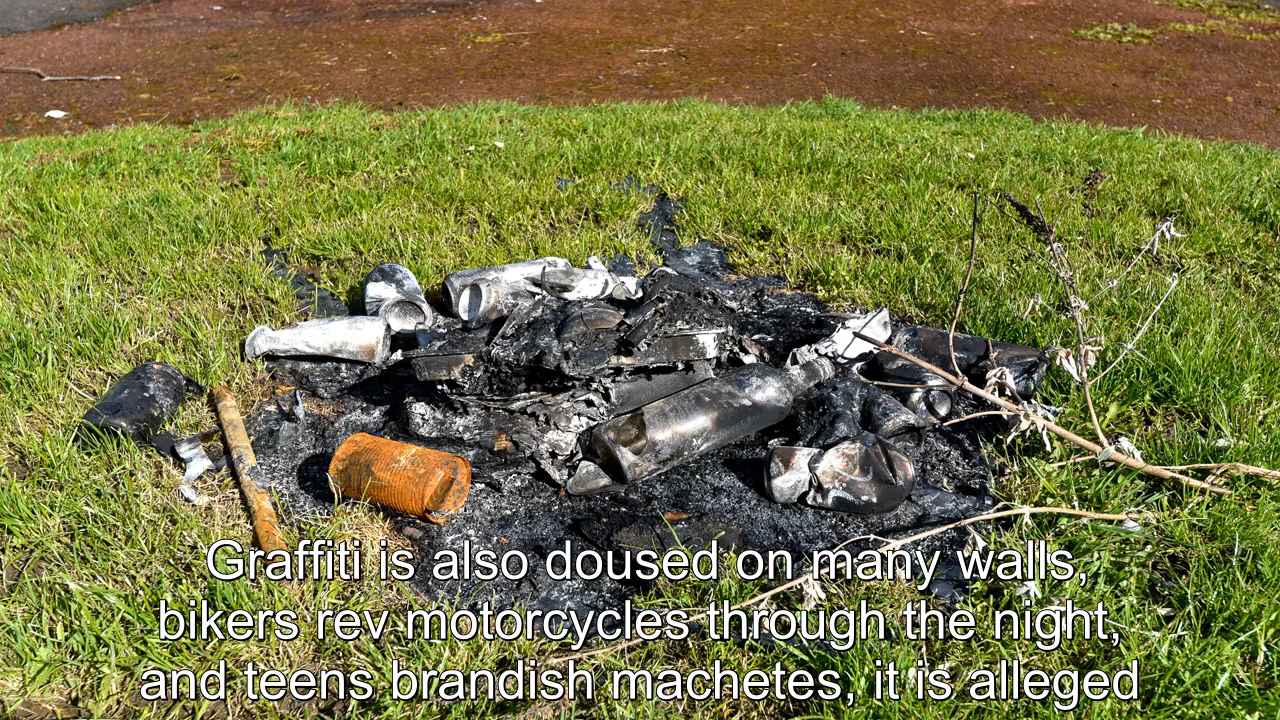 Graffiti is also doused on many walls,
bikers rev motorcycles through the night,
and teens brandish machetes, it is alleged